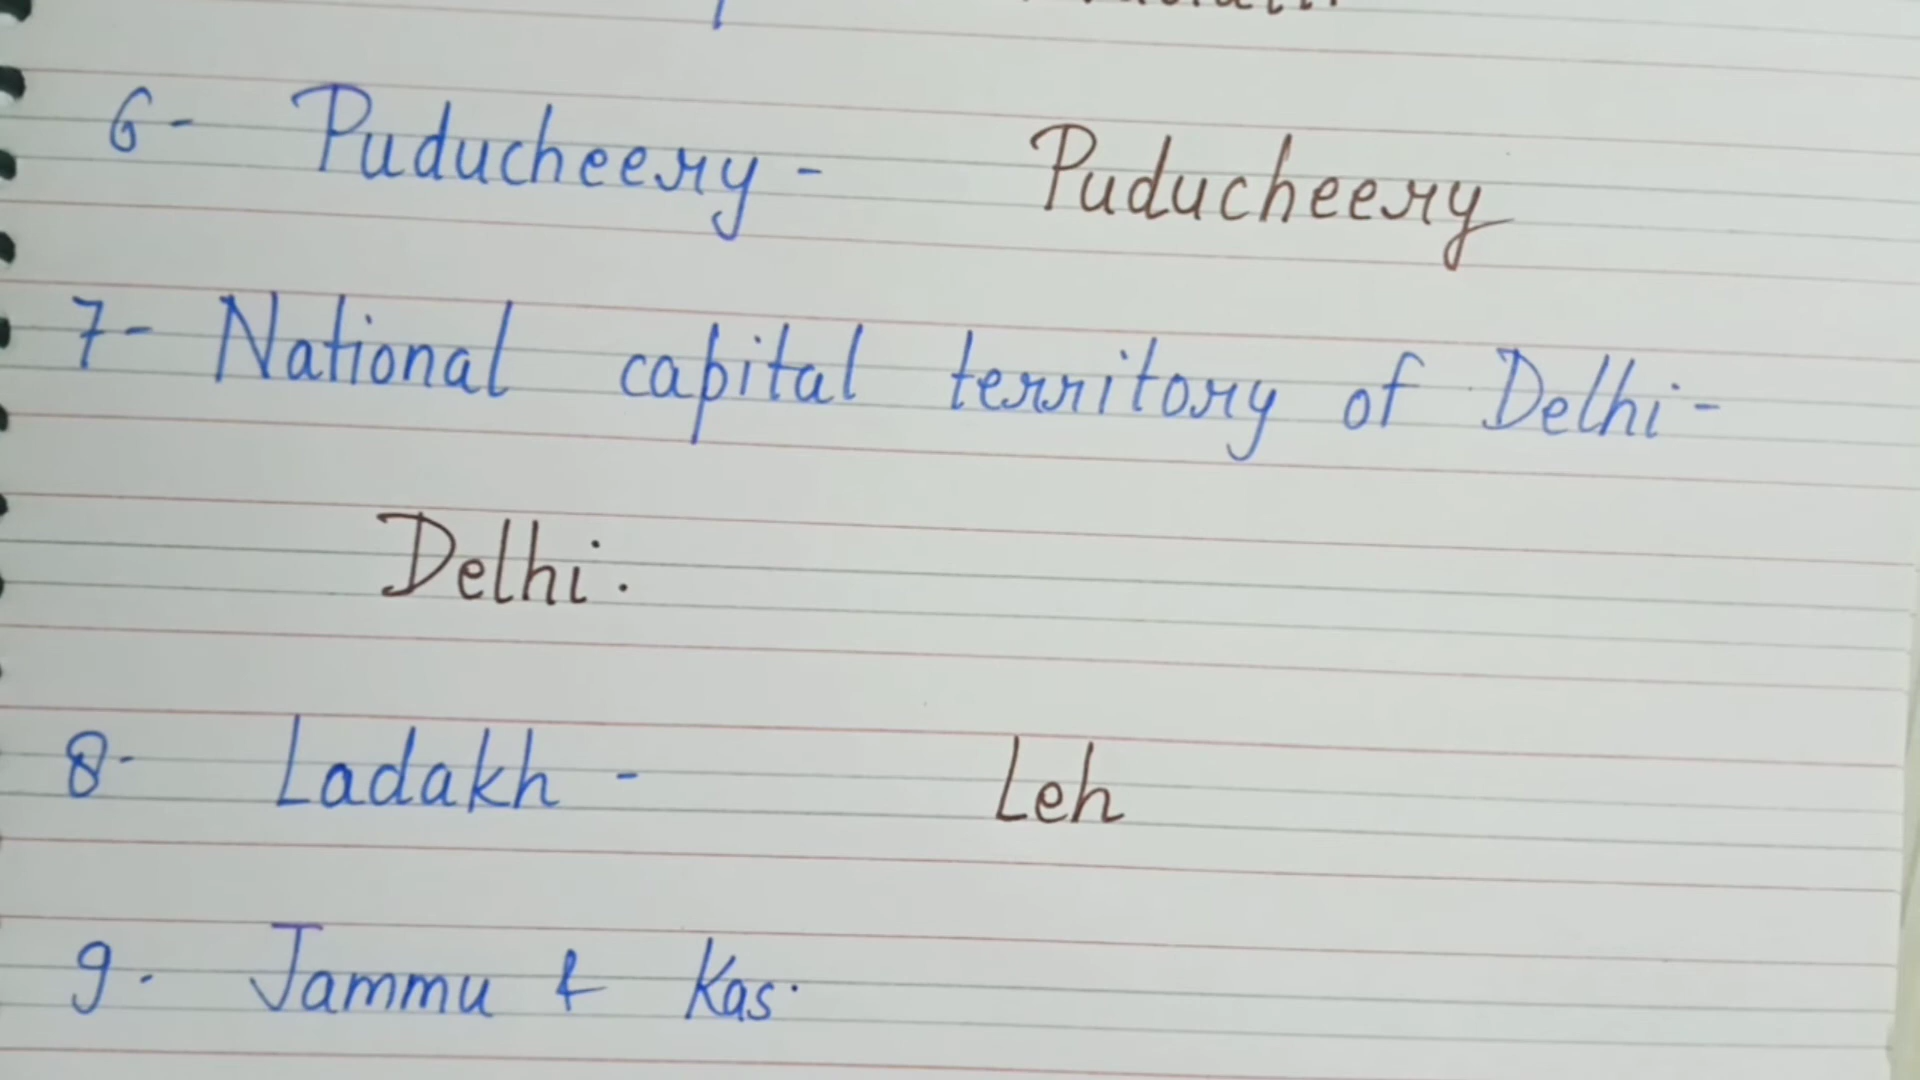 6- Puducheery - Puducheery
7- National capital territory of Delhi-
Delhi.
8- Ladakh - Leh
9. Jammu & Kas.